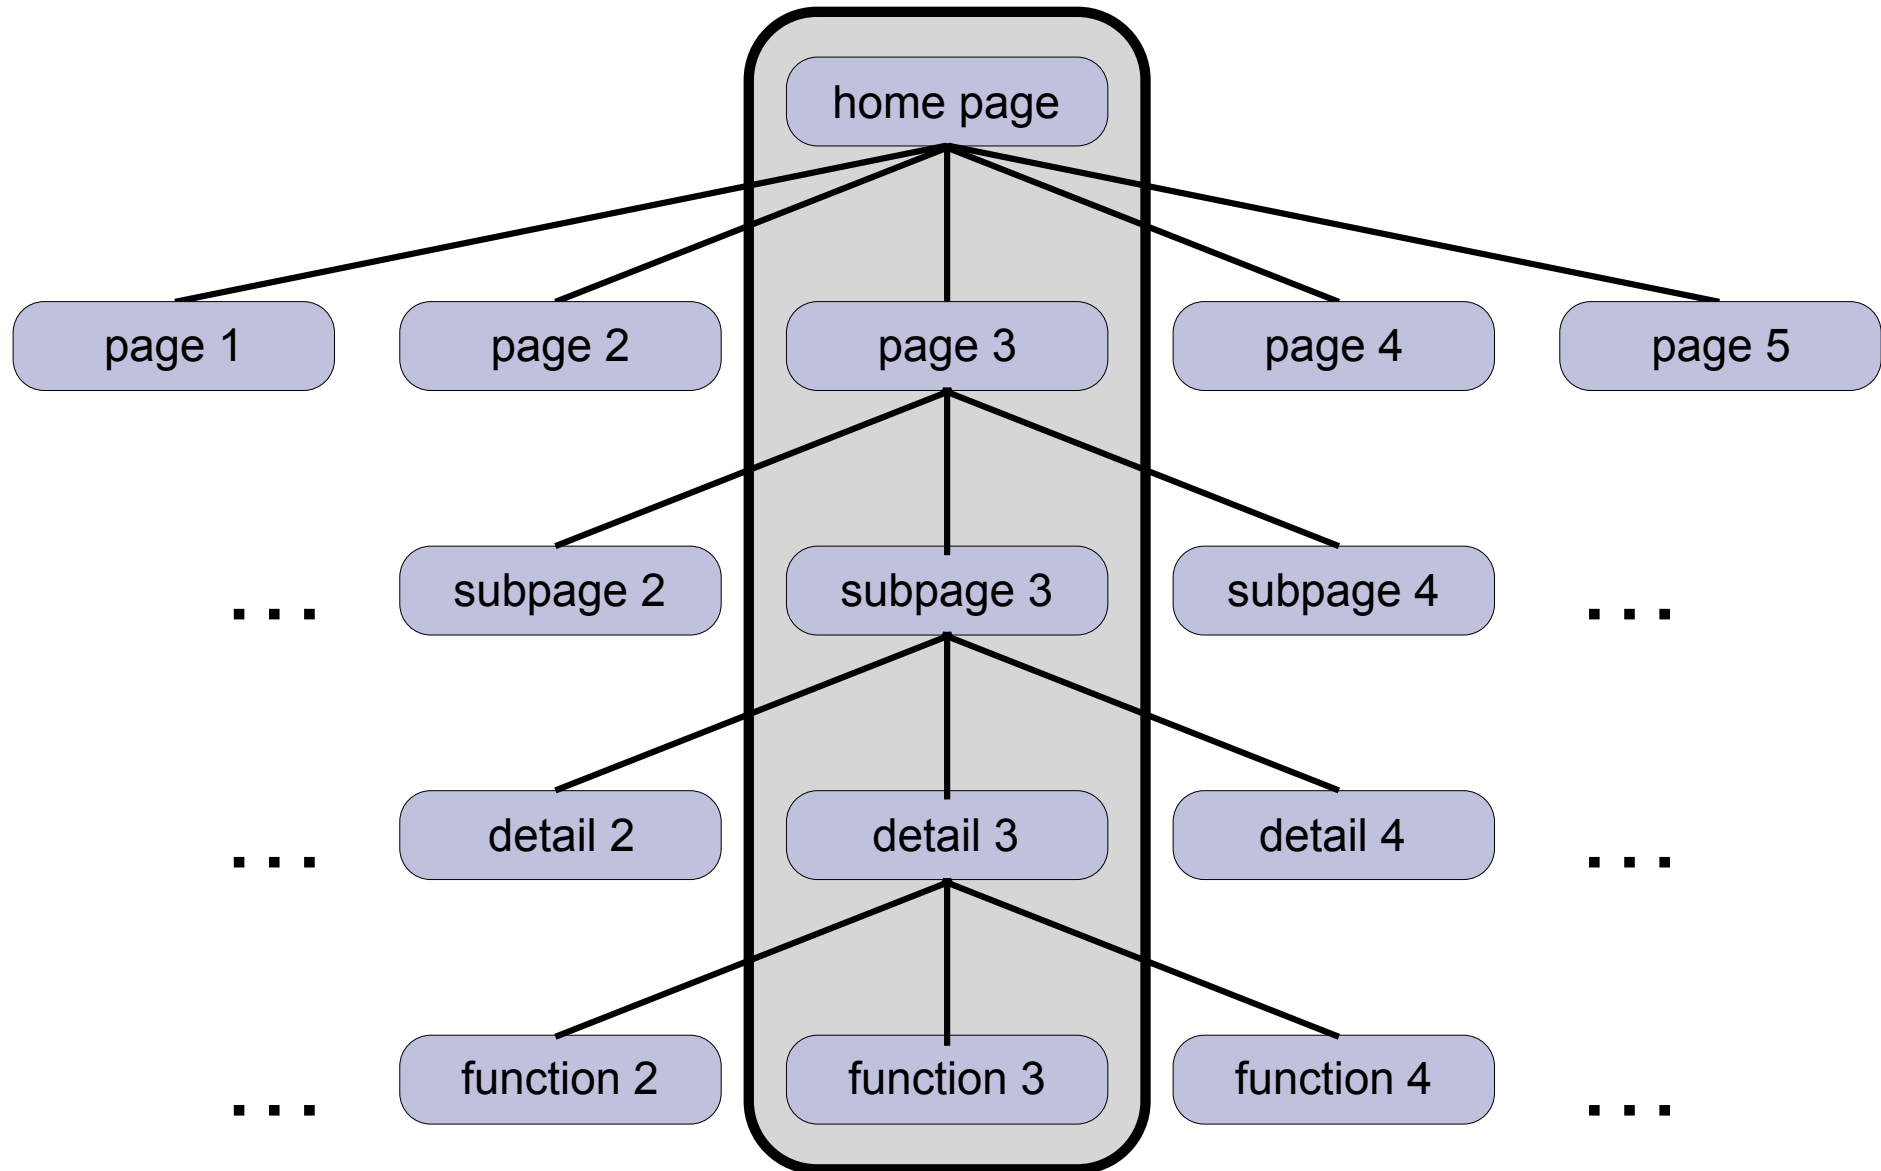 home page
page 1
page 2
page 3
page 4
page 5
...
subpage 2
subpage 3
subpage 4
...
...
detail 2
detail 3
detail 4
...
...
function 2
function 3
function 4
...